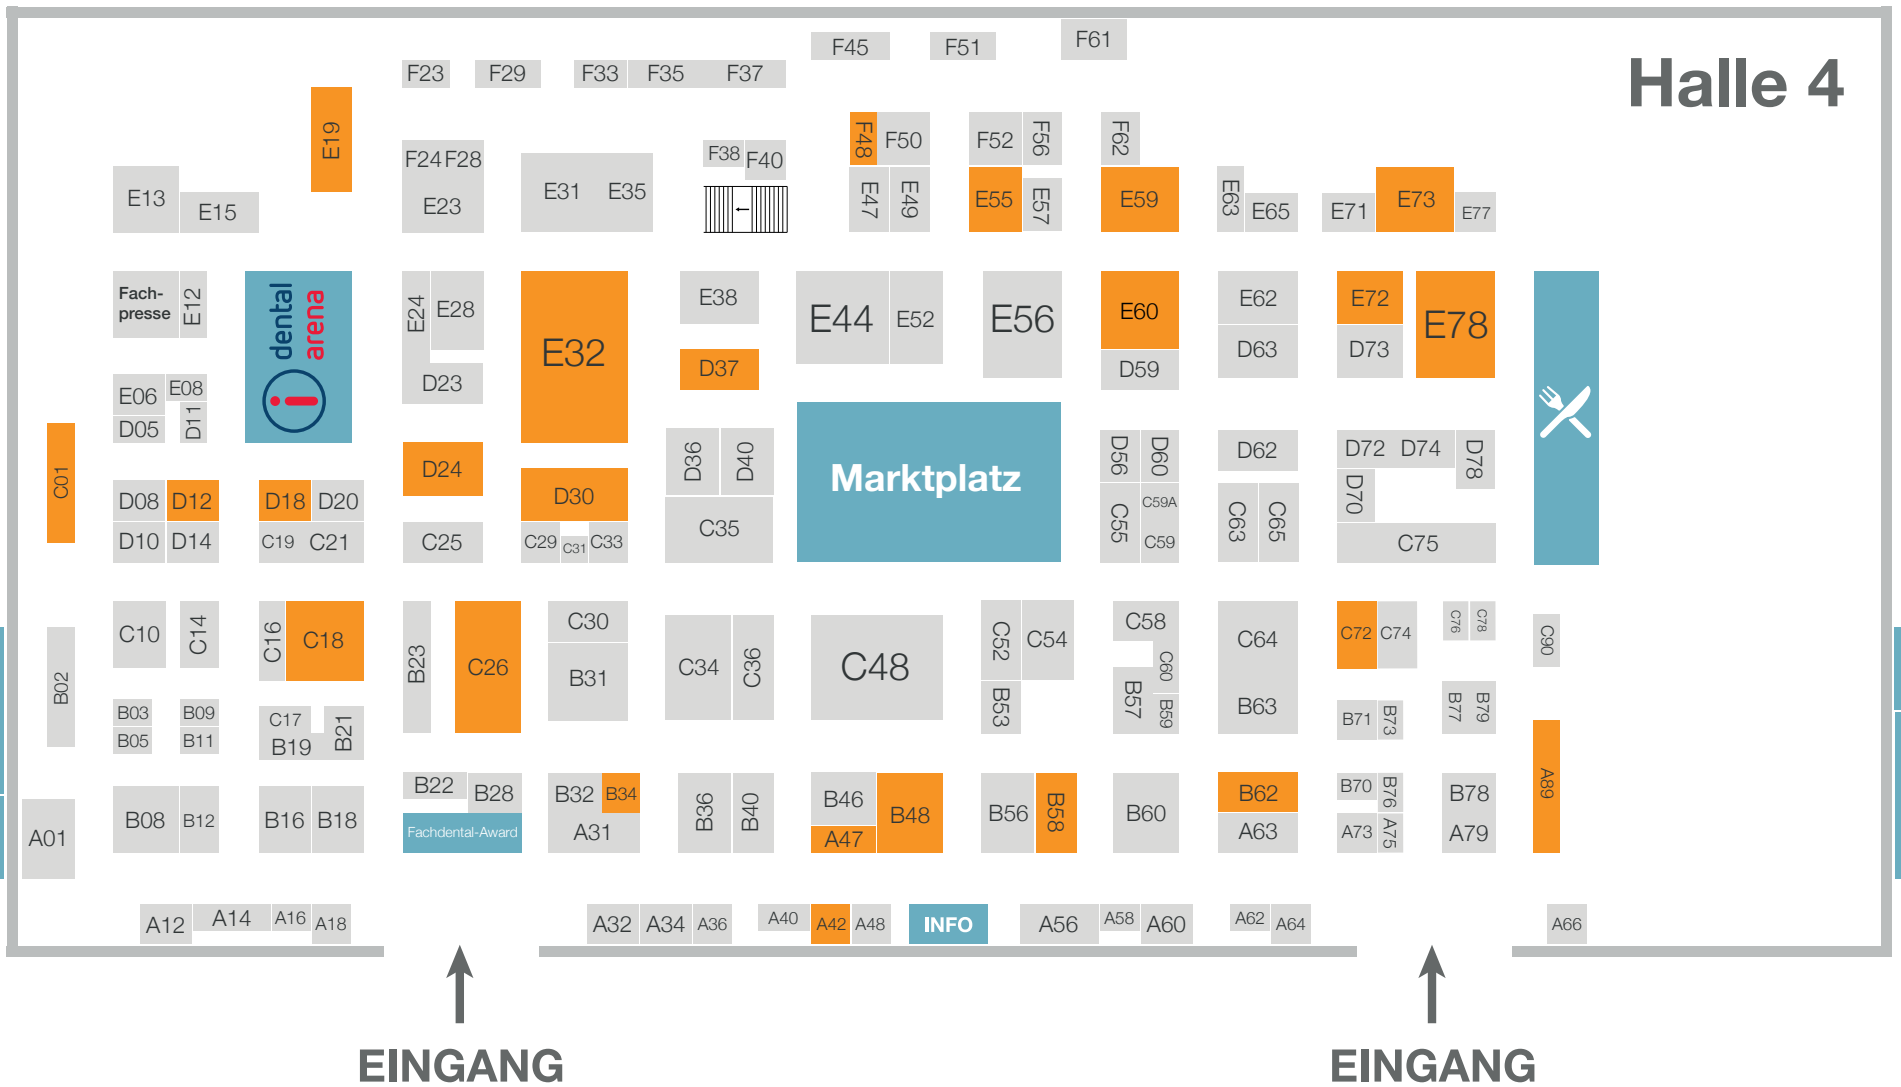 Halle 4
F45
F51
F61
F23
F29
F33
F35
F37
E19
F48
F50
F52
F56
F62
F24
F28
F38
F40
E13
E15
E23
E31
E35
E47
E49
E55
E57
E59
E63
E65
E71
E73
E77
Fach-
presse
E12
dental
arena
E24
E28
E32
E38
E44
E52
E56
E60
E62
E72
E78
D23
D37
D59
D63
D73
E06
E08
D05
D11
C01
D24
D36
D40
Marktplatz
D56
D60
D62
D72
D74
D78
D08
D12
D18
D20
D30
D70
D10
D14
C19
C21
C25
C29
C31
C33
C35
C55
C59A
C59
C63
C65
C75
C10
C14
C16
C18
B23
C26
C30
B31
C34
C36
C48
C52
C54
C58
C60
C64
C72
C74
C76
C78
C90
B02
B03
B05
B09
B11
C17
B19
B21
B53
B57
B59
B63
B71
B73
B77
B79
A89
A01
B08
B12
B16
B18
B22
B28
Fachdental-Award
B32
B34
A31
B36
B40
B46
A47
B48
B56
B58
B60
B62
A63
B70
B76
A73
A75
B78
A79
A12
A14
A16
A18
A32
A34
A36
A40
A42
A48
INFO
A56
A58
A60
A62
A64
A66
EINGANG
EINGANG